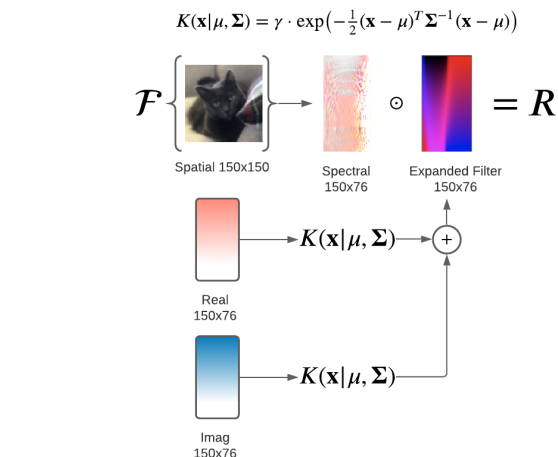 K(x|μ, Σ) = γ · exp(−½(x − μ)ᵀΣ⁻¹(x − μ))
ℱ { } ⊙ = R
Spatial 150x150
Spectral
150x76
Expanded Filter
150x76
K(x|μ, Σ)
+
Real
150x76
K(x|μ, Σ)
Imag
150x76